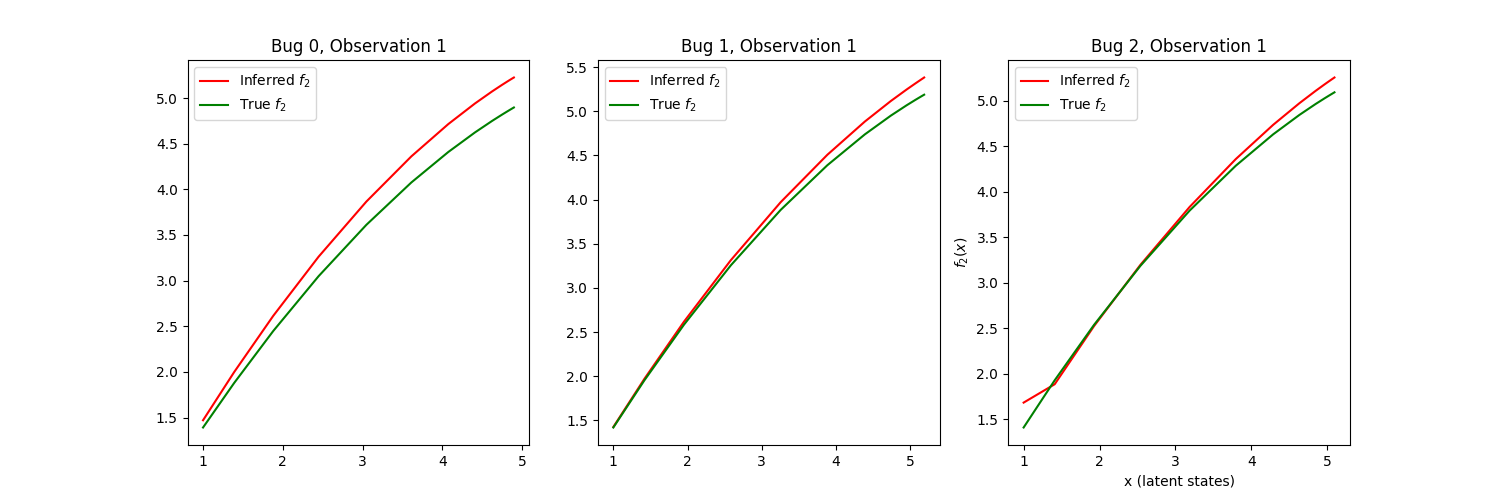 Bug 0, Observation 1
Inferred f₂
True f₂
5.0
4.5
4.0
3.5
3.0
2.5
2.0
1.5
1 2 3 4 5
Bug 1, Observation 1
Inferred f₂
True f₂
5.5
5.0
4.5
4.0
3.5
3.0
2.5
2.0
1.5
1 2 3 4 5
Bug 2, Observation 1
Inferred f₂
True f₂
f₂(x)
5.0
4.5
4.0
3.5
3.0
2.5
2.0
1.5
1 2 3 4 5
x (latent states)